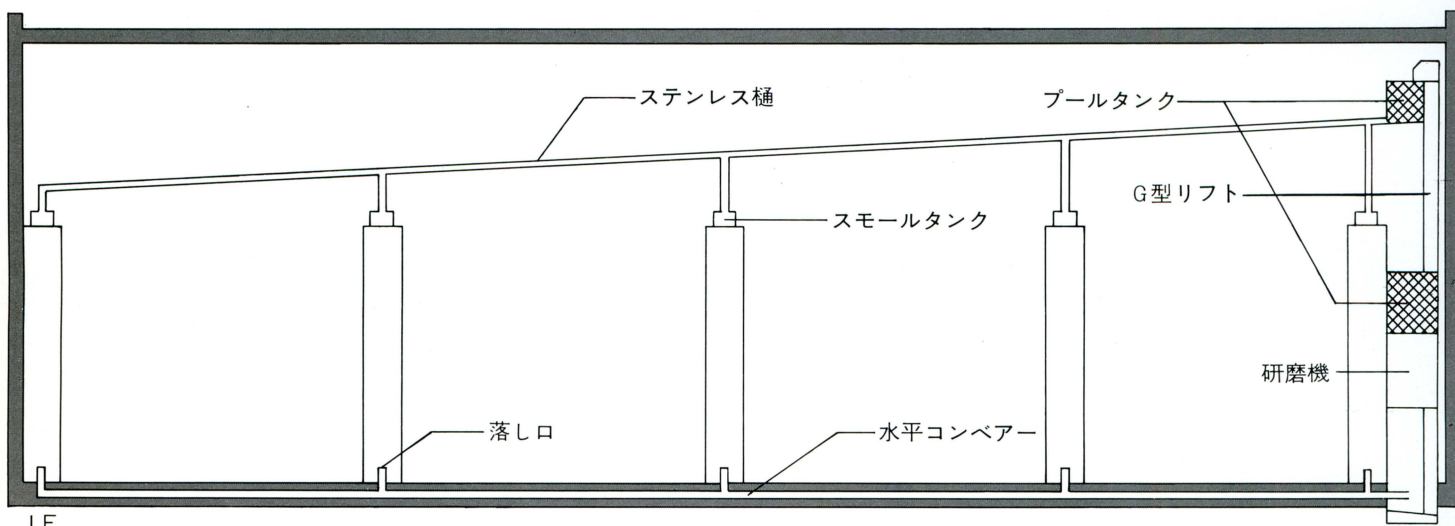 ステンレス樋
プールタンク
G型リフト
スモールタンク
研磨機
落し口
水平コンベアー